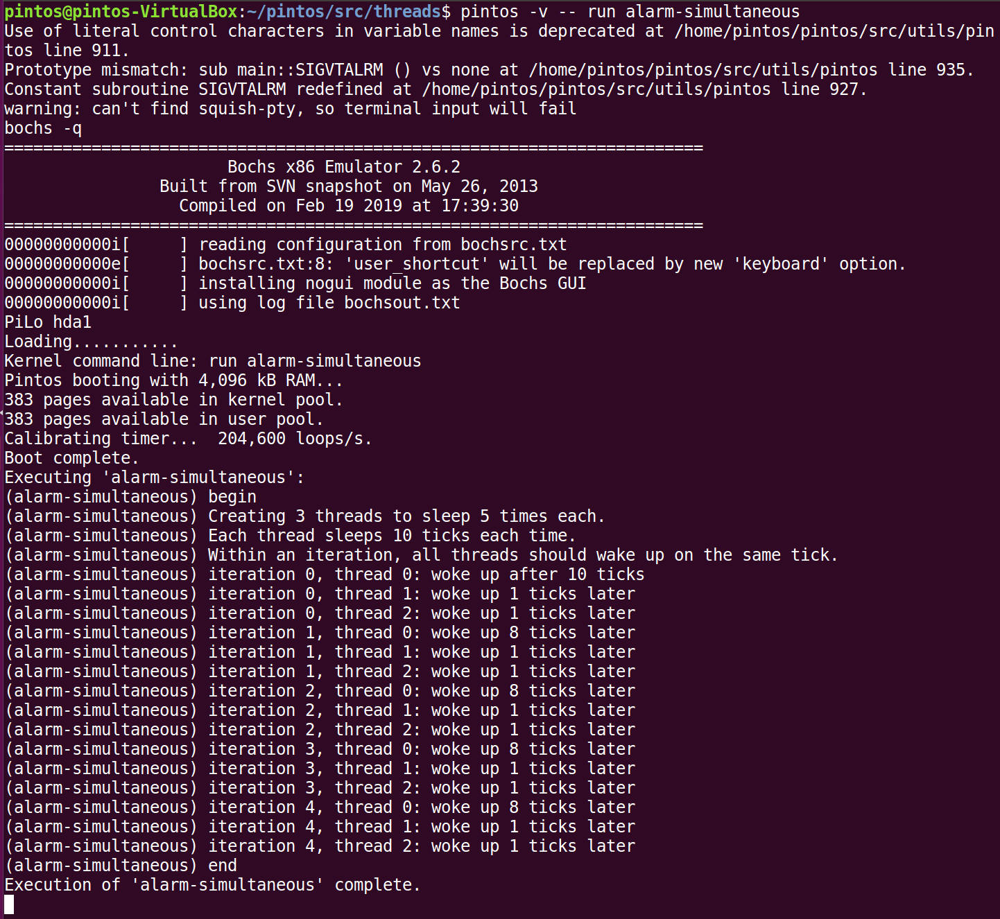 pintos@pintos-VirtualBox:~/pintos/src/threads$ pintos -v -- run alarm-simultaneous
Use of literal control characters in variable names is deprecated at /home/pintos/pintos/src/utils/pin
tos line 911.
Prototype mismatch: sub main::SIGVTALRM () vs none at /home/pintos/pintos/src/utils/pintos line 935.
Constant subroutine SIGVTALRM redefined at /home/pintos/pintos/src/utils/pintos line 927.
warning: can't find squish-pty, so terminal input will fail
bochs -q
========================================================================
                       Bochs x86 Emulator 2.6.2
                Built from SVN snapshot on May 26, 2013
                  Compiled on Feb 19 2019 at 17:39:30
========================================================================
00000000000i[     ] reading configuration from bochsrc.txt
00000000000e[     ] bochsrc.txt:8: 'user_shortcut' will be replaced by new 'keyboard' option.
00000000000i[     ] installing nogui module as the Bochs GUI
00000000000i[     ] using log file bochsout.txt
PiLo hda1
Loading...........
Kernel command line: run alarm-simultaneous
Pintos booting with 4,096 kB RAM...
383 pages available in kernel pool.
383 pages available in user pool.
Calibrating timer...  204,600 loops/s.
Boot complete.
Executing 'alarm-simultaneous':
(alarm-simultaneous) begin
(alarm-simultaneous) Creating 3 threads to sleep 5 times each.
(alarm-simultaneous) Each thread sleeps 10 ticks each time.
(alarm-simultaneous) Within an iteration, all threads should wake up on the same tick.
(alarm-simultaneous) iteration 0, thread 0: woke up after 10 ticks
(alarm-simultaneous) iteration 0, thread 1: woke up 1 ticks later
(alarm-simultaneous) iteration 0, thread 2: woke up 1 ticks later
(alarm-simultaneous) iteration 1, thread 0: woke up 8 ticks later
(alarm-simultaneous) iteration 1, thread 1: woke up 1 ticks later
(alarm-simultaneous) iteration 1, thread 2: woke up 1 ticks later
(alarm-simultaneous) iteration 2, thread 0: woke up 8 ticks later
(alarm-simultaneous) iteration 2, thread 1: woke up 1 ticks later
(alarm-simultaneous) iteration 2, thread 2: woke up 1 ticks later
(alarm-simultaneous) iteration 3, thread 0: woke up 8 ticks later
(alarm-simultaneous) iteration 3, thread 1: woke up 1 ticks later
(alarm-simultaneous) iteration 3, thread 2: woke up 1 ticks later
(alarm-simultaneous) iteration 4, thread 0: woke up 8 ticks later
(alarm-simultaneous) iteration 4, thread 1: woke up 1 ticks later
(alarm-simultaneous) iteration 4, thread 2: woke up 1 ticks later
(alarm-simultaneous) end
Execution of 'alarm-simultaneous' complete.